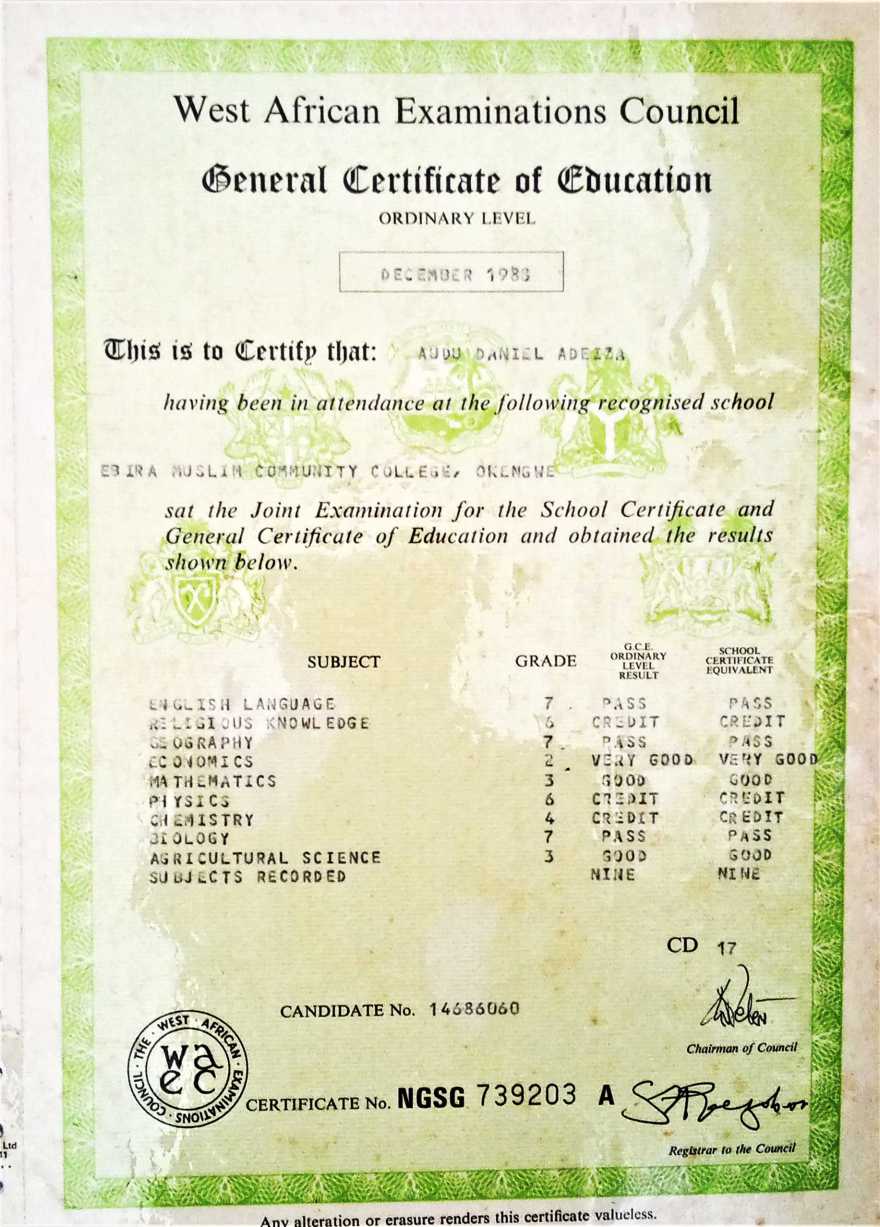 West African Examinations Council
General Certificate of Education
ORDINARY LEVEL
DECEMBER 1983
This is to Certify that: AUDU DANIEL ADEIZA
having been in attendance at the following recognised school
EBIRA MUSLIM COMMUNITY COLLEGE, OKENGWE
sat the Joint Examination for the School Certificate and
General Certificate of Education and obtained the results
shown below.
SUBJECT GRADE G.C.E. ORDINARY LEVEL RESULT SCHOOL CERTIFICATE EQUIVALENT
ENGLISH LANGUAGE 7 PASS PASS
RELIGIOUS KNOWLEDGE 6 CREDIT CREDIT
GEOGRAPHY 7 PASS PASS
ECONOMICS 2 VERY GOOD VERY GOOD
MATHEMATICS 3 GOOD GOOD
PHYSICS 6 CREDIT CREDIT
CHEMISTRY 4 CREDIT CREDIT
BIOLOGY 7 PASS PASS
AGRICULTURAL SCIENCE 3 GOOD GOOD
SUBJECTS RECORDED NINE NINE
CD 17
CANDIDATE No. 14686060
Chairman of Council
THE · WEST · AFRICAN · EXAMINATIONS · COUNCIL
waec
CERTIFICATE No. NGSG 739203 A
Registrar to the Council
Ltd
Any alteration or erasure renders this certificate valueless.